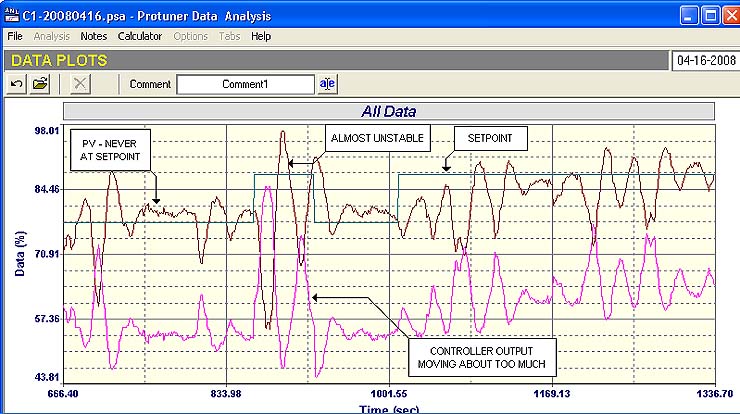 ANL C1-20080416.psa - Protuner Data Analysis
File Analysis Notes Calculator Options Tabs Help
DATA PLOTS 04-16-2008
Comment Comment1 a|e
All Data
98.01
84.46
70.91
57.36
43.81
Data (%)
PV - NEVER
AT SETPOINT
ALMOST UNSTABLE
SETPOINT
CONTROLLER OUTPUT
MOVING ABOUT TOO MUCH
666.40 833.98 1001.55 1169.13 1336.70
Time (sec)